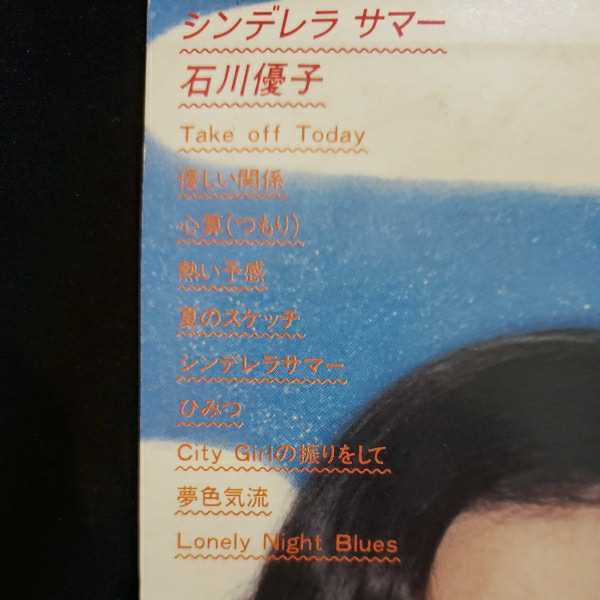 シンデレラ サマー
石川優子
Take off Today
優しい関係
心算(つもり)
熱い予感
夏のスケッチ
シンデレラサマー
ひみつ
City Girlの振りをして
夢色気流
Lonely Night Blues